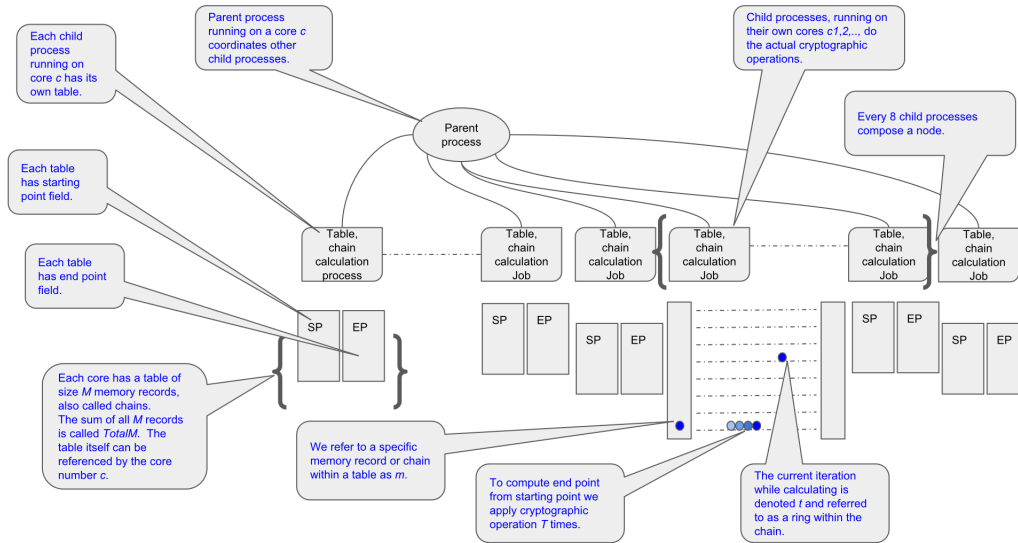 Each child
process
running on
core c has its
own table.
Parent process
running on a core c
coordinates other
child processes.
Child processes, running on
their own cores c1,2,.., do
the actual cryptographic
operations.
Every 8 child processes
compose a node.
Parent
process
Each table
has starting
point field.
Each table
has end point
field.
Table,
chain
calculation
process
Table,
chain
calculation
Job
Table,
chain
calculation
Job
Table,
chain
calculation
Job
Table,
chain
calculation
Job
Table,
chain
calculation
Job
SP
EP
SP
EP
SP
EP
SP
EP
SP
EP
Each core has a table of
size M memory records,
also called chains.
The sum of all M records
is called TotalM. The
table itself can be
referenced by the core
number c.
We refer to a specific
memory record or chain
within a table as m.
To compute end point
from starting point we
apply cryptographic
operation T times.
The current iteration
while calculating is
denoted t and referred
to as a ring within the
chain.